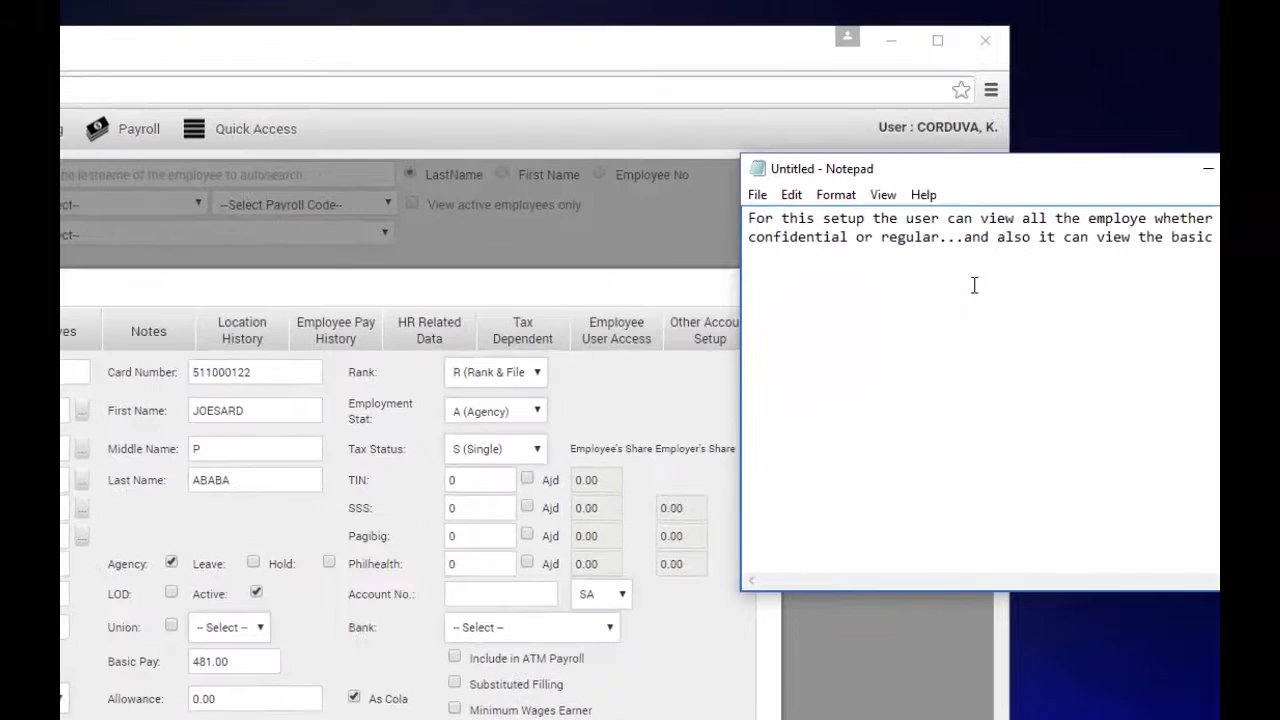 Payroll
Quick Access
User : CORDUVA, K.
the lastname of the employee to autosearch
LastName
First Name
Employee No
--Select Payroll Code--
View active employees only
Untitled - Notepad
File Edit Format View Help
For this setup the user can view all the employe whether
confidential or regular...and also it can view the basic
Notes
Location
History
Employee Pay
History
HR Related
Data
Tax
Dependent
Employee
User Access
Other
Setup
Card Number: 511000122 Rank: R (Rank & File
First Name: JOESARD Employment
Stat: A (Agency)
Middle Name: P Tax Status: S (Single) Employee's Share Employer's Share
Last Name: ABABA TIN: 0 Ajd 0.00
SSS: 0 Ajd 0.00 0.00
Pagibig: 0 Ajd 0.00 0.00
Agency: Leave: Hold: Philhealth: 0 Ajd 0.00 0.00
LOD: Active: Account No.: SA
Union: -- Select -- Bank: -- Select --
Basic Pay: 481.00 Include in ATM Payroll
Substituted Filling
Allowance: 0.00 As Cola
Minimum Wages Earner